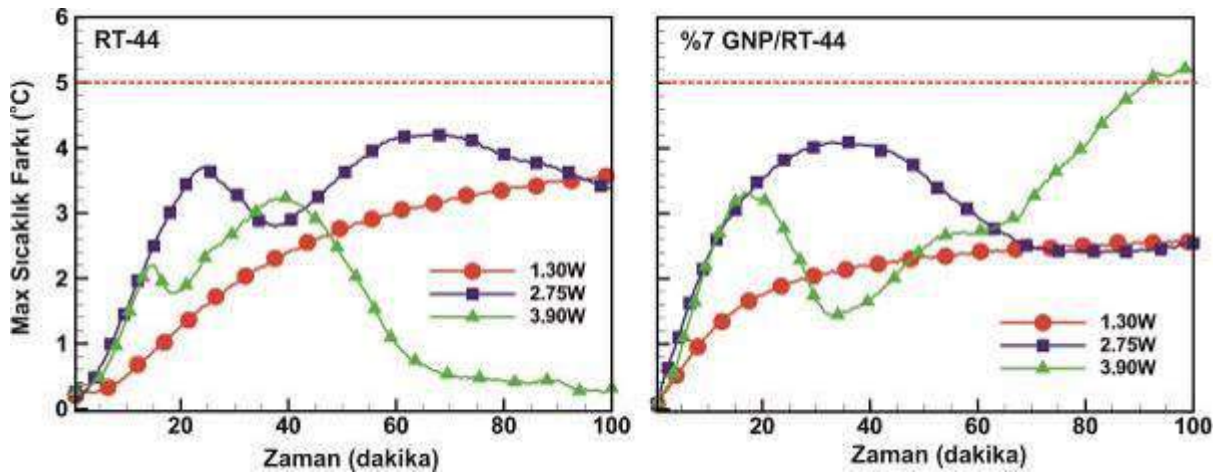 RT-44
Max Sıcaklık Farkı (°C)
6
5
4
3
2
1
0
20
40
60
80
100
1.30W
2.75W
3.90W
Zaman (dakika)
%7 GNP/RT-44
20
40
60
80
100
1.30W
2.75W
3.90W
Zaman (dakika)